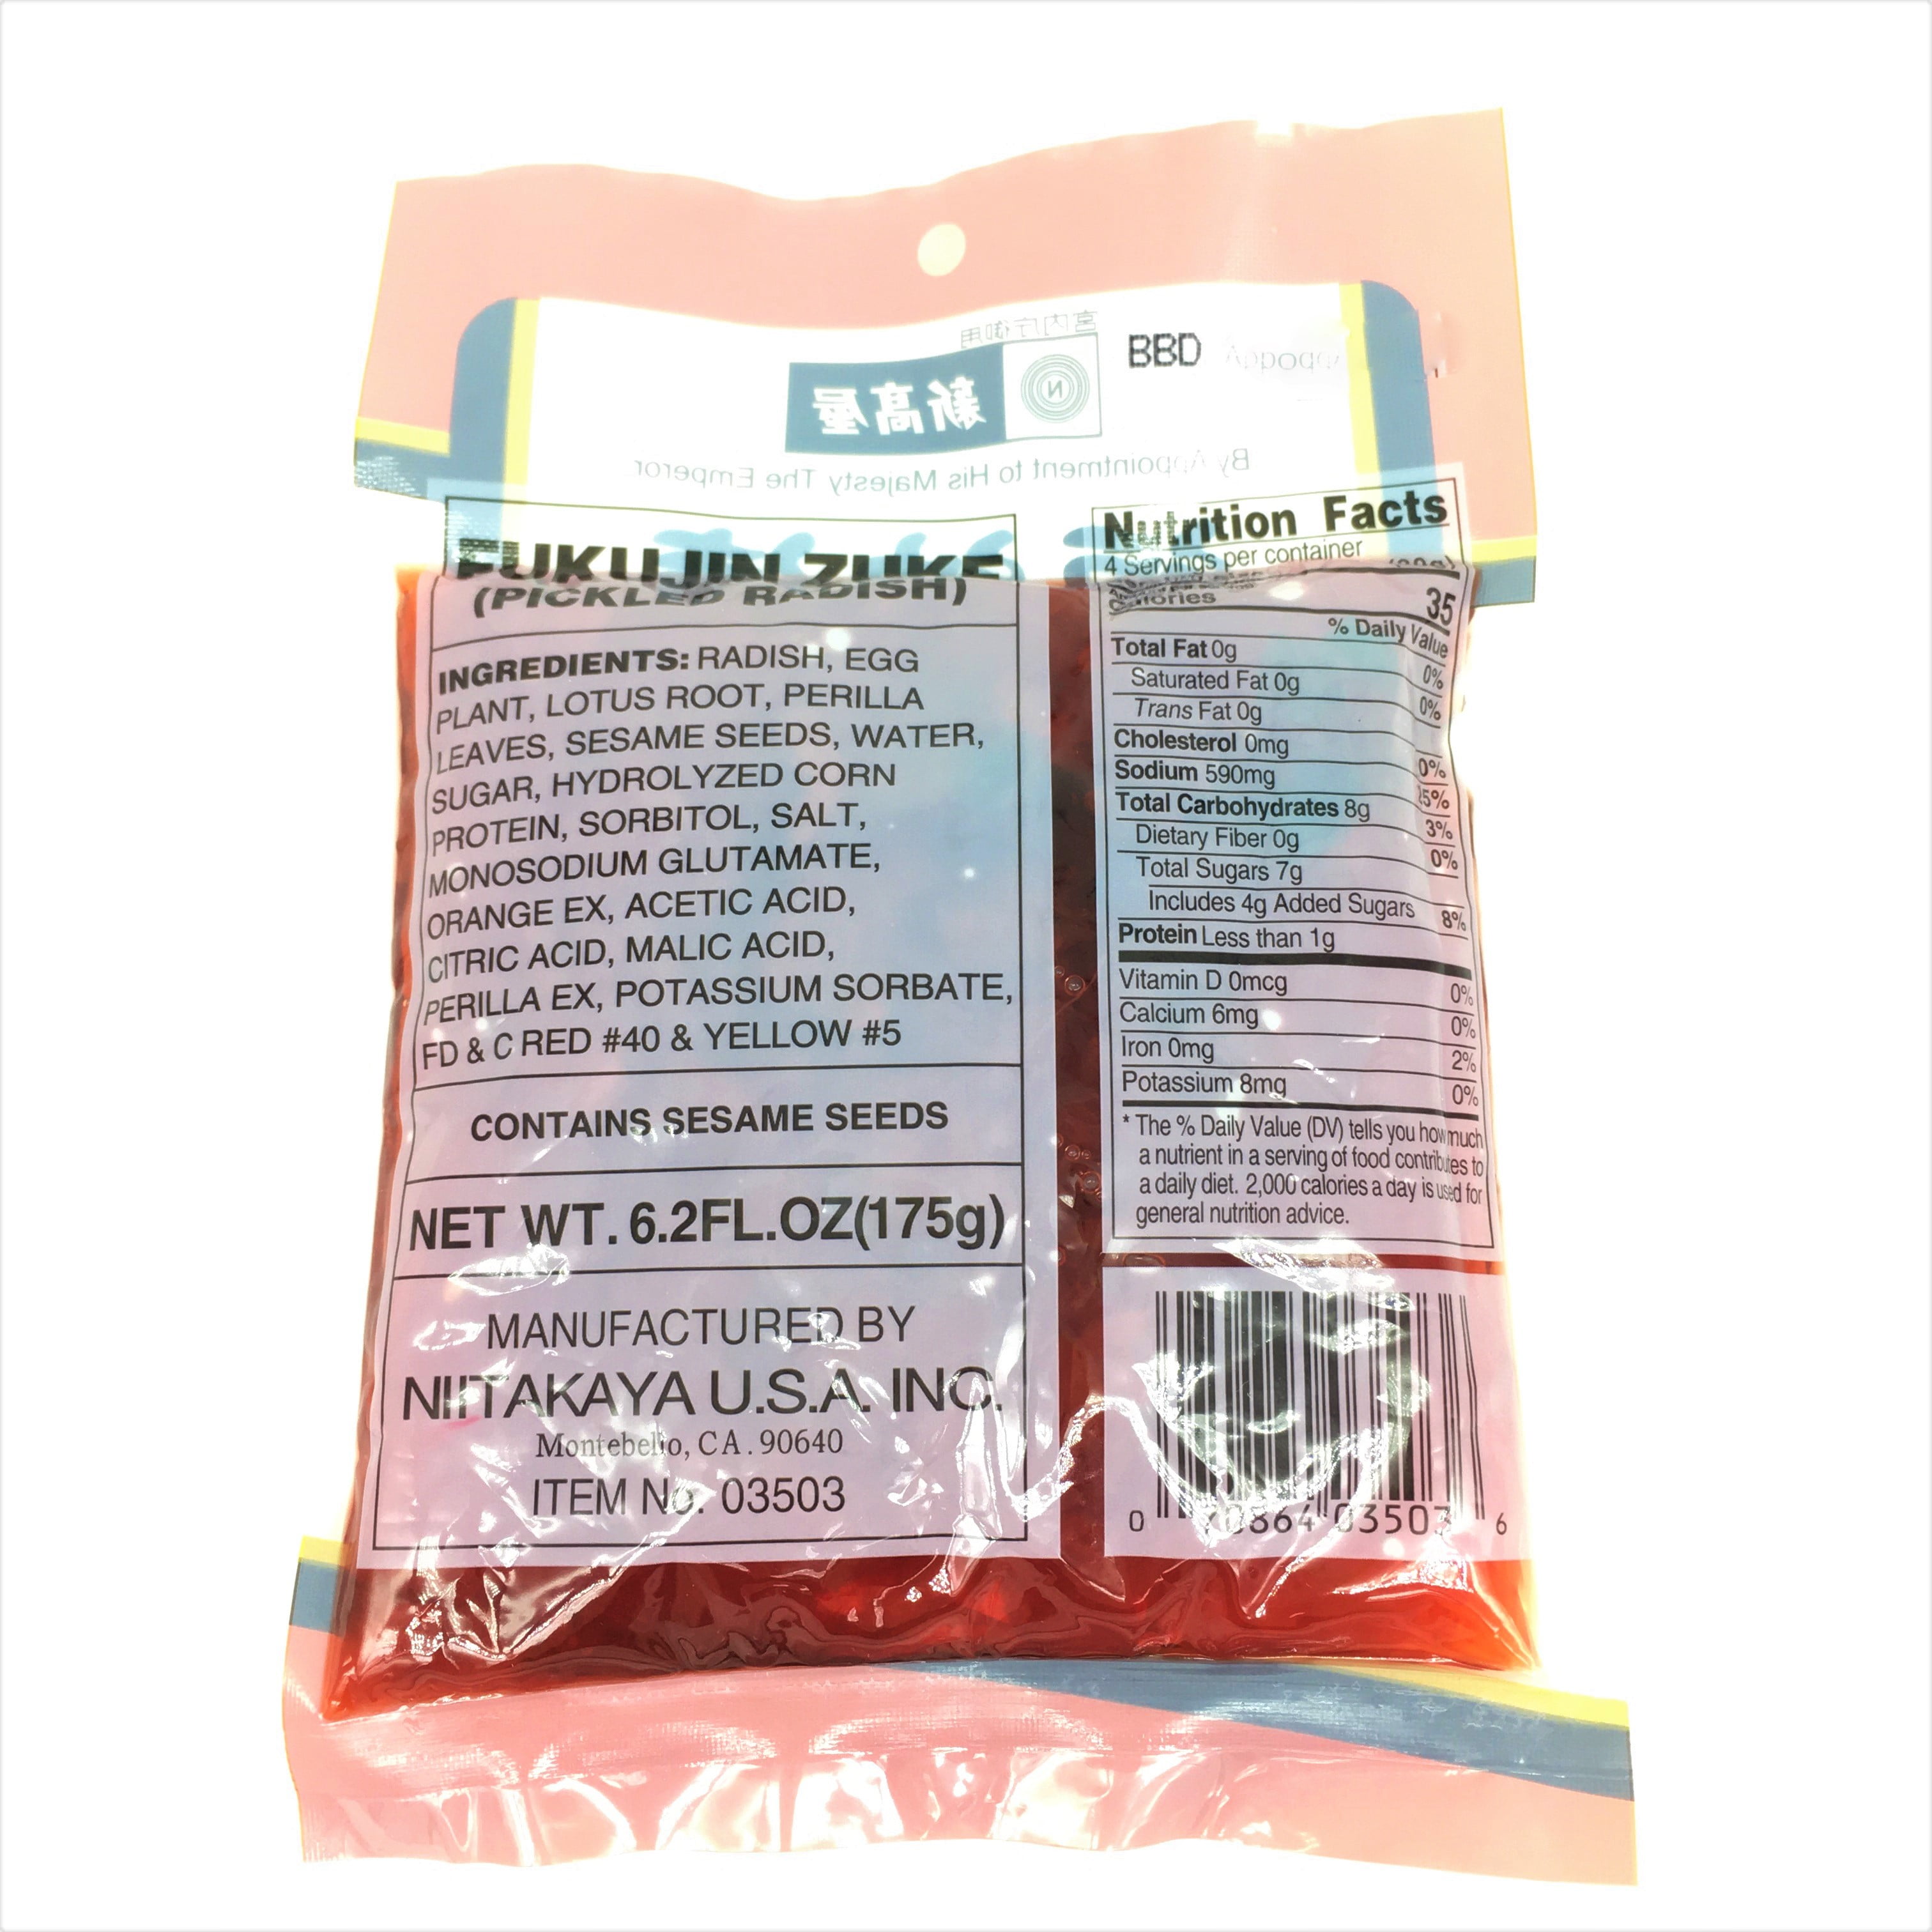 宮内庁御用
新髙屋
N
BBD
By Appointment to His Majesty The Emperor
FUKUJIN ZUKE
(PICKLED RADISH)
INGREDIENTS: RADISH, EGG
PLANT, LOTUS ROOT, PERILLA
LEAVES, SESAME SEEDS, WATER,
SUGAR, HYDROLYZED CORN
PROTEIN, SORBITOL, SALT,
MONOSODIUM GLUTAMATE,
ORANGE EX, ACETIC ACID,
CITRIC ACID, MALIC ACID,
PERILLA EX, POTASSIUM SORBATE,
FD & C RED #40 & YELLOW #5
CONTAINS SESAME SEEDS
NET WT. 6.2FL.OZ(175g)
MANUFACTURED BY
NIITAKAYA U.S.A. INC.
Montebello, CA. 90640
ITEM No. 03503
Nutrition Facts
4 Servings per container
Calories 35
% Daily Value
Total Fat 0g 0%
Saturated Fat 0g 0%
Trans Fat 0g
Cholesterol 0mg 0%
Sodium 590mg 25%
Total Carbohydrates 8g 3%
Dietary Fiber 0g 0%
Total Sugars 7g
Includes 4g Added Sugars 8%
Protein Less than 1g
Vitamin D 0mcg 0%
Calcium 6mg 0%
Iron 0mg 2%
Potassium 8mg 0%
* The % Daily Value (DV) tells you how much
a nutrient in a serving of food contributes to
a daily diet. 2,000 calories a day is used for
general nutrition advice.
0 70864 03503 6